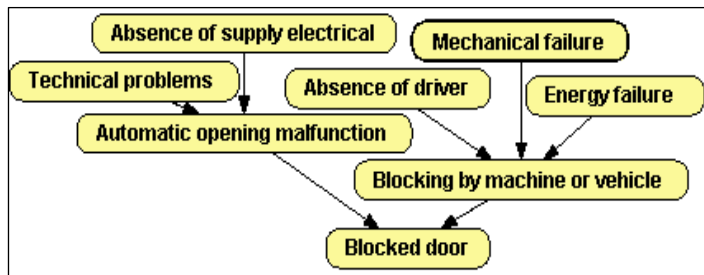 Absence of supply electrical
Mechanical failure
Technical problems
Absence of driver
Energy failure
Automatic opening malfunction
Blocking by machine or vehicle
Blocked door